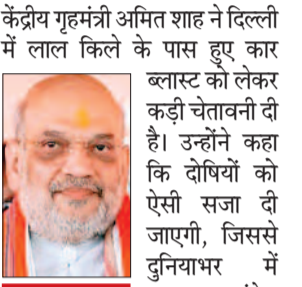 केंद्रीय गृहमंत्री अमित शाह ने दिल्ली
में लाल किले के पास हुए कार
ब्लास्ट को लेकर
कड़ी चेतावनी दी
है। उन्होंने कहा
कि दोषियों को
ऐसी सजा दी
जाएगी, जिससे
दुनियाभर में